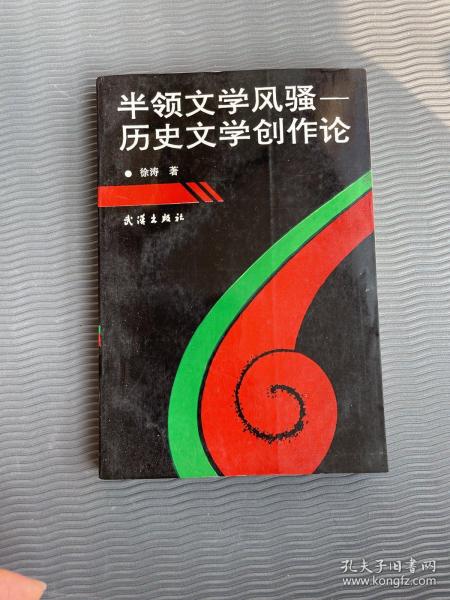 半领文学风骚—
历史文学创作论
● 徐涛 著
武汉出版社
孔夫子旧书网
www.kongfz.com